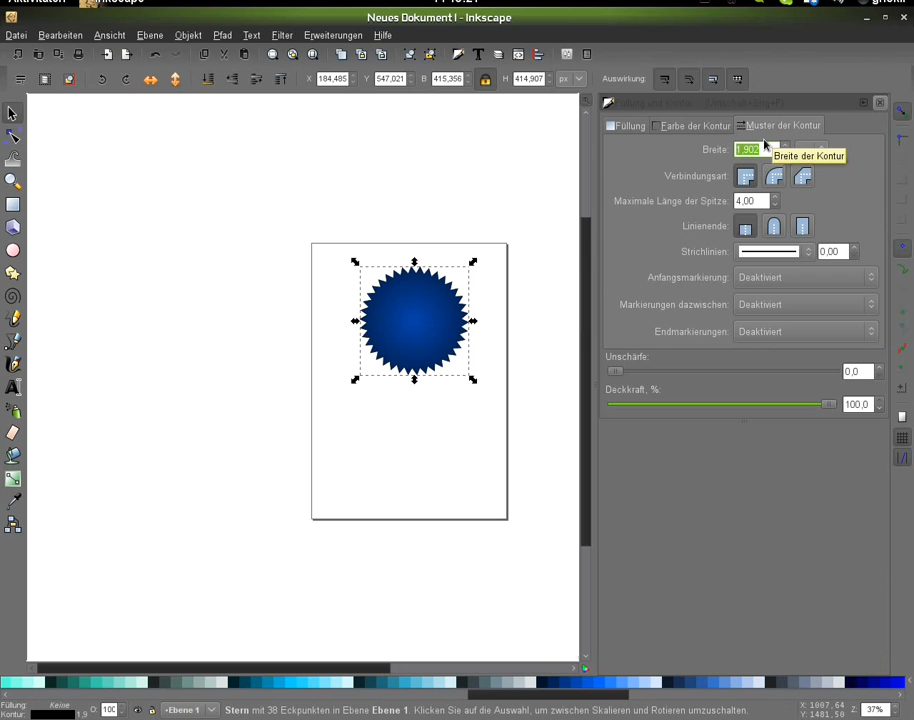 Neues Dokument 1 - Inkscape
Datei Bearbeiten Ansicht Ebene Objekt Pfad Text Filter Erweiterungen Hilfe
X 184,485 Y 547,021 B 415,356 H 414,907 px Auswirkung:
Füllung Farbe der Kontur Muster der Kontur
Breite: 1,902
Breite der Kontur
Verbindungsart:
Maximale Länge der Spitze: 4,00
Linienende:
Strichlinien: 0,00
Anfangsmarkierung: Deaktiviert
Markierungen dazwischen: Deaktiviert
Endmarkierungen: Deaktiviert
Unschärfe:
0,0
Deckkraft, %:
100,0
Füllung: Keine
Kontur: 1,9 O: 100 -Ebene 1 Stern mit 38 Eckpunkten in Ebene Ebene 1. Klicken Sie auf die Auswahl, um zwischen Skalieren und Rotieren umzuschalten. X: 1007,64 Y: 1481,50 Z: 37%